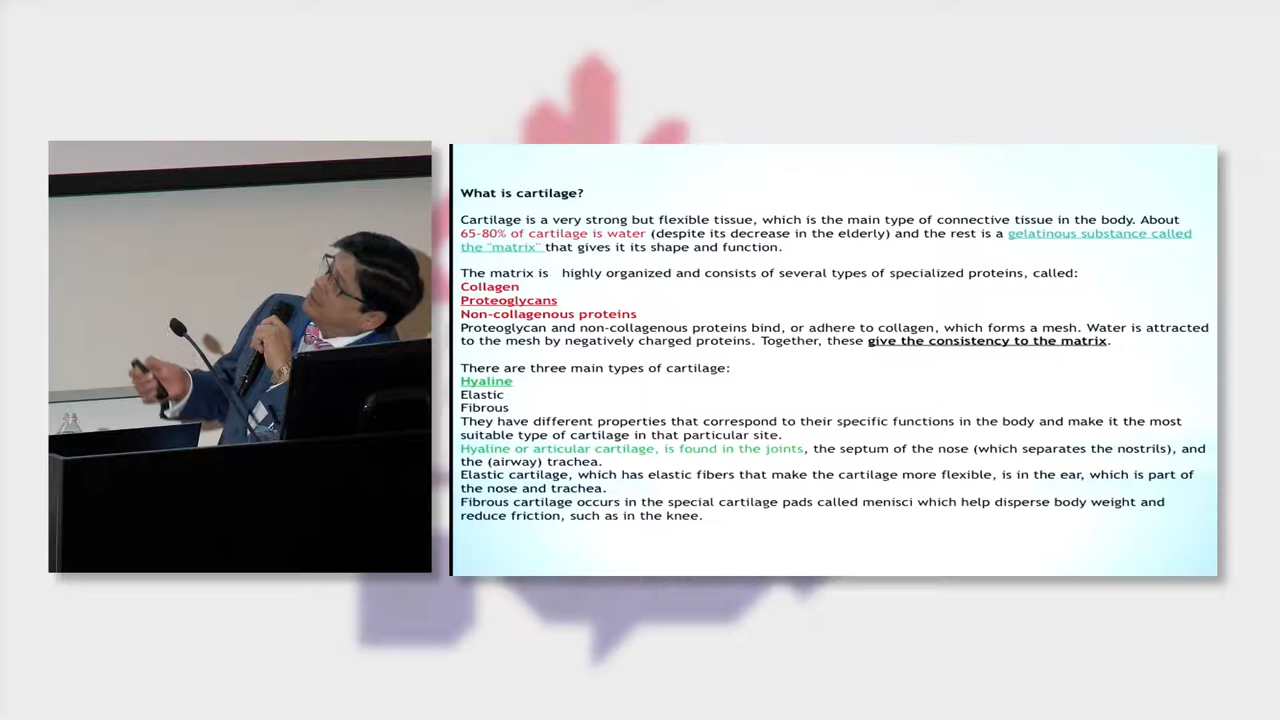 What is cartilage?
Cartilage is a very strong but flexible tissue, which is the main type of connective tissue in the body. About
65-80% of cartilage is water (despite its decrease in the elderly) and the rest is a gelatinous substance called
the "matrix" that gives it its shape and function.
The matrix is highly organized and consists of several types of specialized proteins, called:
Collagen
Proteoglycans
Non-collagenous proteins
Proteoglycan and non-collagenous proteins bind, or adhere to collagen, which forms a mesh. Water is attracted
to the mesh by negatively charged proteins. Together, these give the consistency to the matrix.
There are three main types of cartilage:
Hyaline
Elastic
Fibrous
They have different properties that correspond to their specific functions in the body and make it the most
suitable type of cartilage in that particular site.
Hyaline or articular cartilage, is found in the joints, the septum of the nose (which separates the nostrils), and
the (airway) trachea.
Elastic cartilage, which has elastic fibers that make the cartilage more flexible, is in the ear, which is part of
the nose and trachea.
Fibrous cartilage occurs in the special cartilage pads called menisci which help disperse body weight and
reduce friction, such as in the knee.